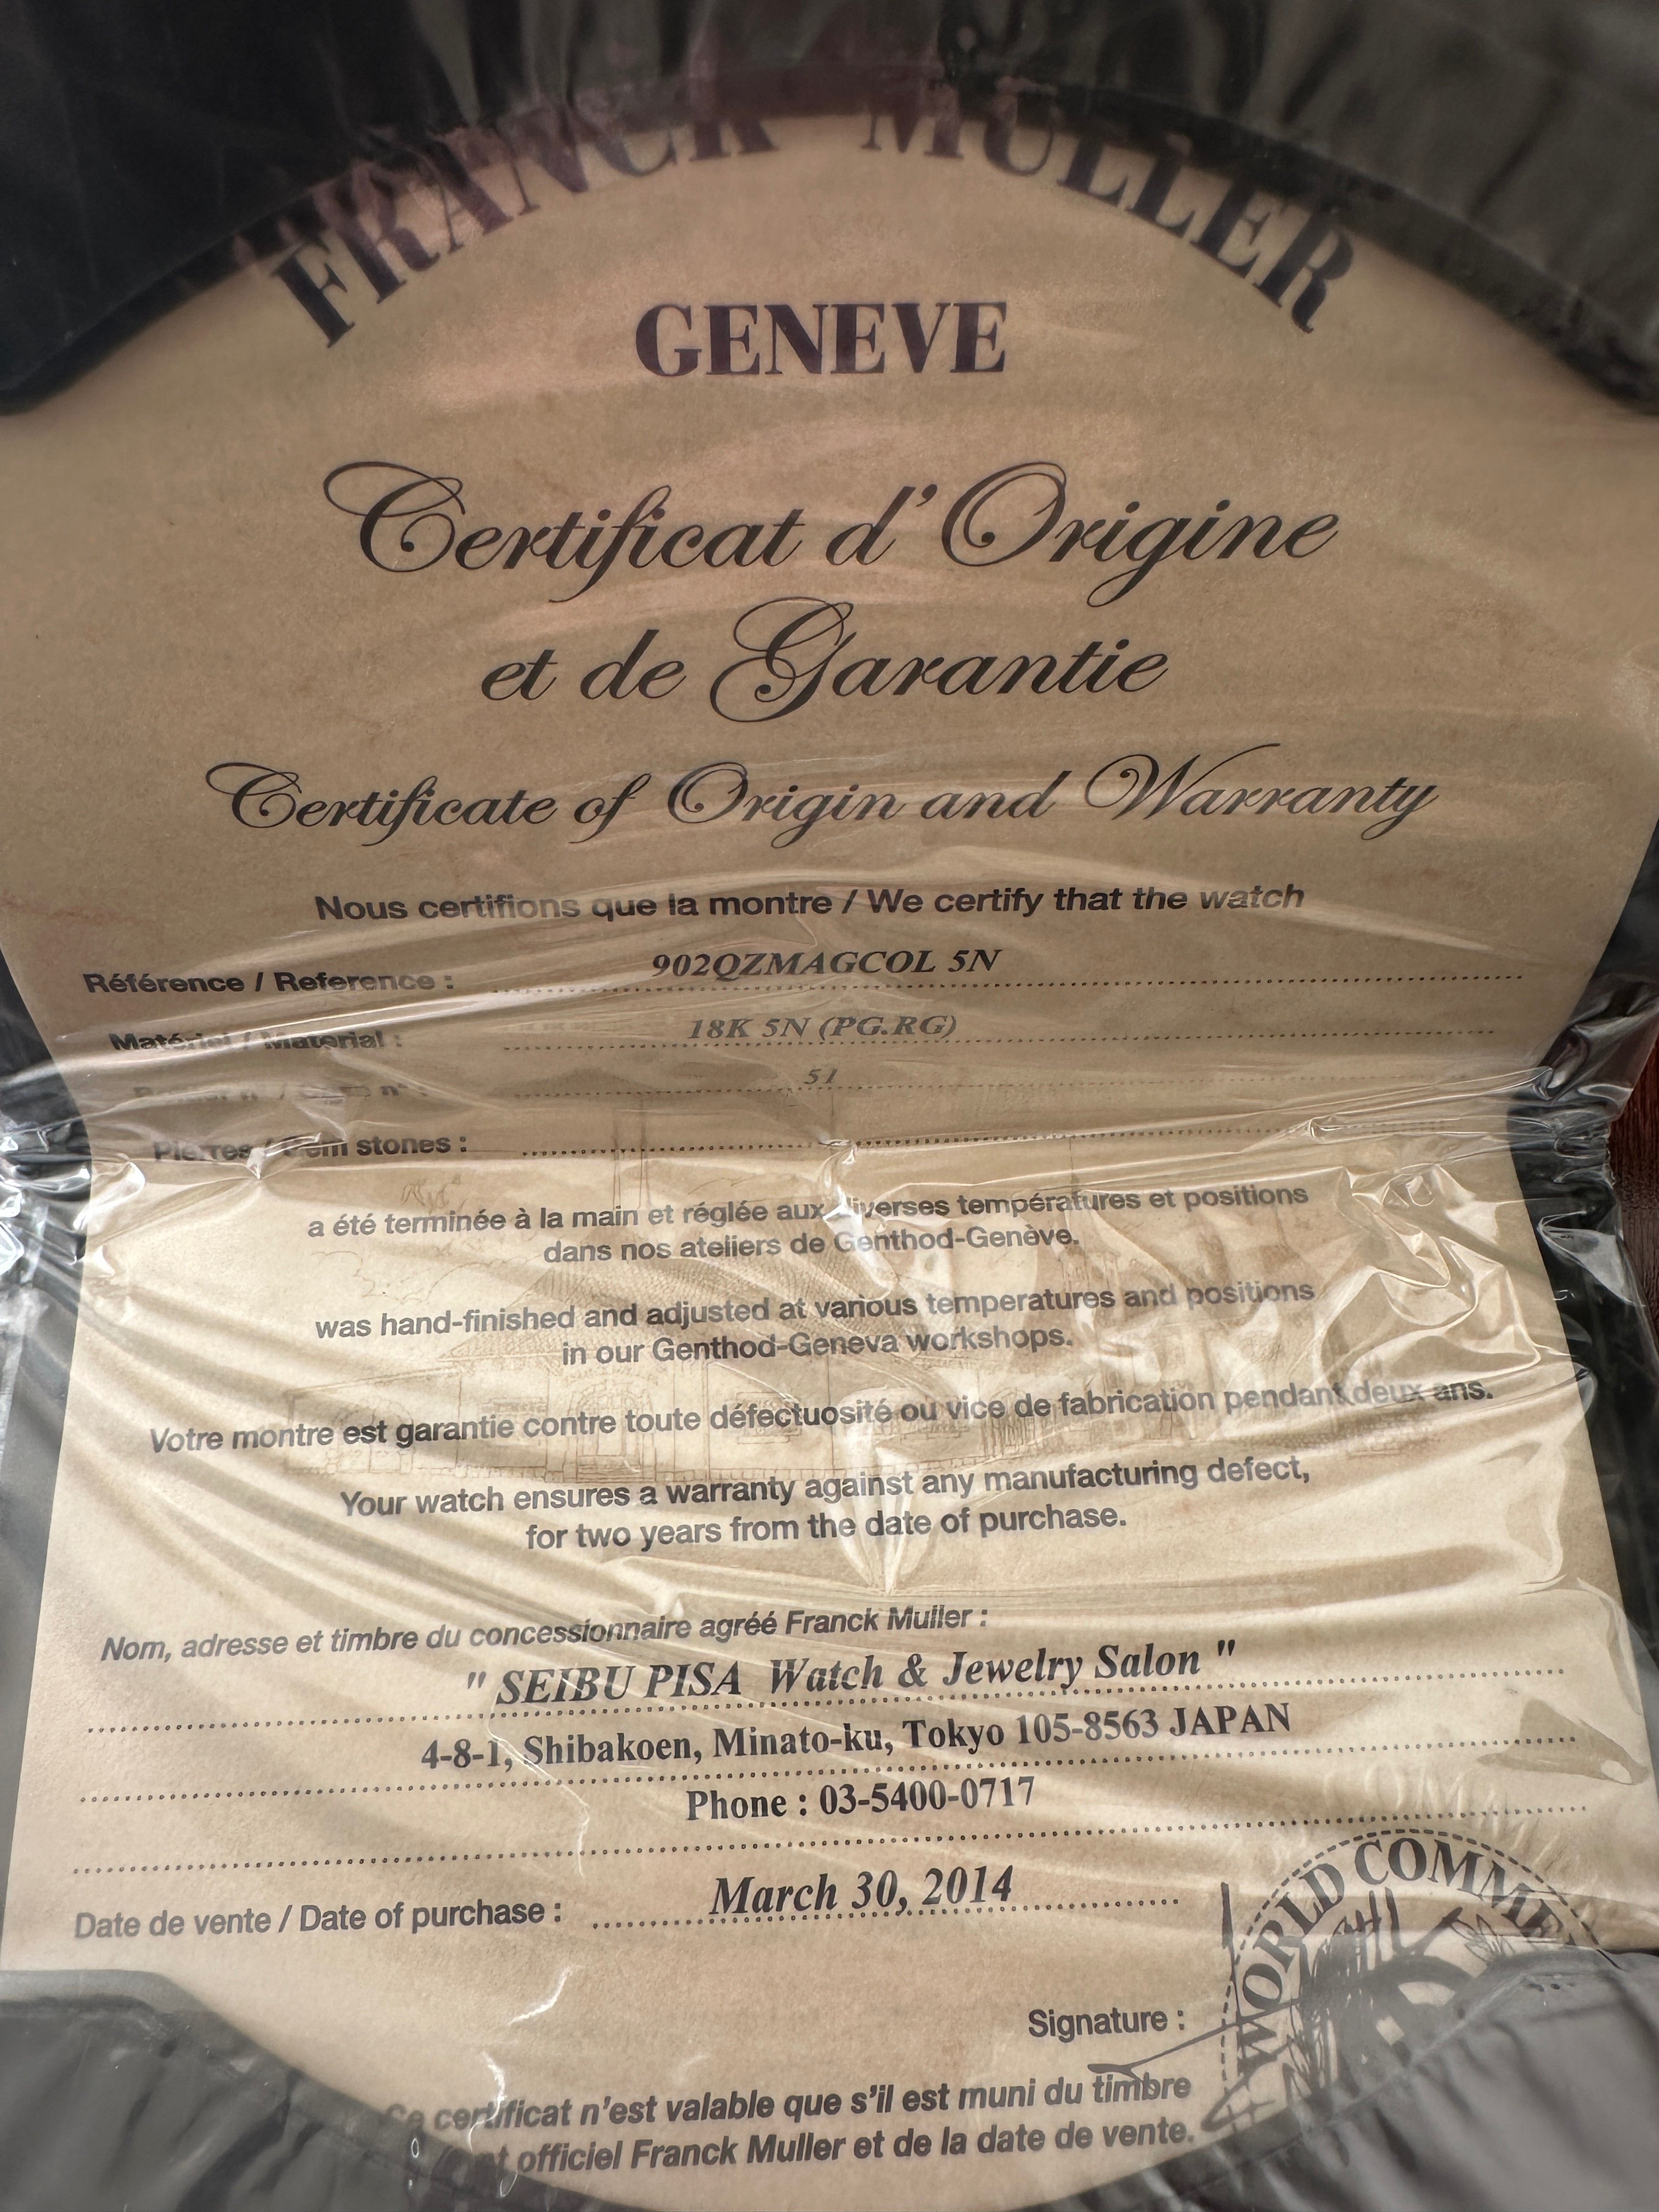 FRANCK MULLER
GENEVE
Certificat d'Origine
et de Garantie
Certificate of Origin and Warranty
Nous certifions que la montre / We certify that the watch
Référence / Reference : 902QZMAGCOL 5N
Matériel / Material : 18K 5N (PG.RG)
n° : 51
Pierres / Gem stones :
a été terminée à la main et réglée aux diverses températures et positions
dans nos ateliers de Genthod-Genève.
was hand-finished and adjusted at various temperatures and positions
in our Genthod-Geneva workshops.
Votre montre est garantie contre toute défectuosité ou vice de fabrication pendant deux ans.
Your watch ensures a warranty against any manufacturing defect,
for two years from the date of purchase.
Nom, adresse et timbre du concessionnaire agréé Franck Muller :
" SEIBU PISA Watch & Jewelry Salon "
4-8-1, Shibakoen, Minato-ku, Tokyo 105-8563 JAPAN
Phone : 03-5400-0717
Date de vente / Date of purchase : March 30, 2014
WORLD COMME
Signature :
Ce certificat n'est valable que s'il est muni du timbre
officiel Franck Muller et de la date de vente.